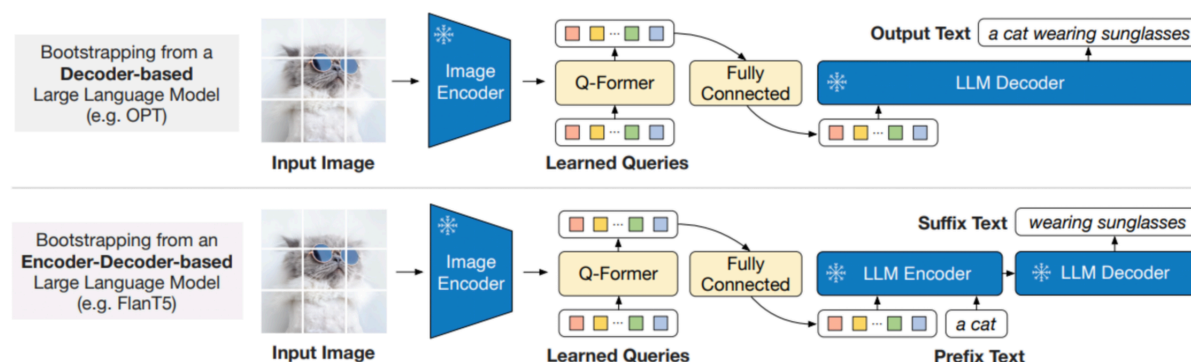 Bootstrapping from a
Decoder-based
Large Language Model
(e.g. OPT)
Input Image
Image
Encoder
Q-Former
Learned Queries
Fully
Connected
Output Text
a cat wearing sunglasses
LLM Decoder
Bootstrapping from an
Encoder-Decoder-based
Large Language Model
(e.g. FlanT5)
Input Image
Image
Encoder
Q-Former
Learned Queries
Fully
Connected
Suffix Text
wearing sunglasses
LLM Encoder
LLM Decoder
a cat
Prefix Text